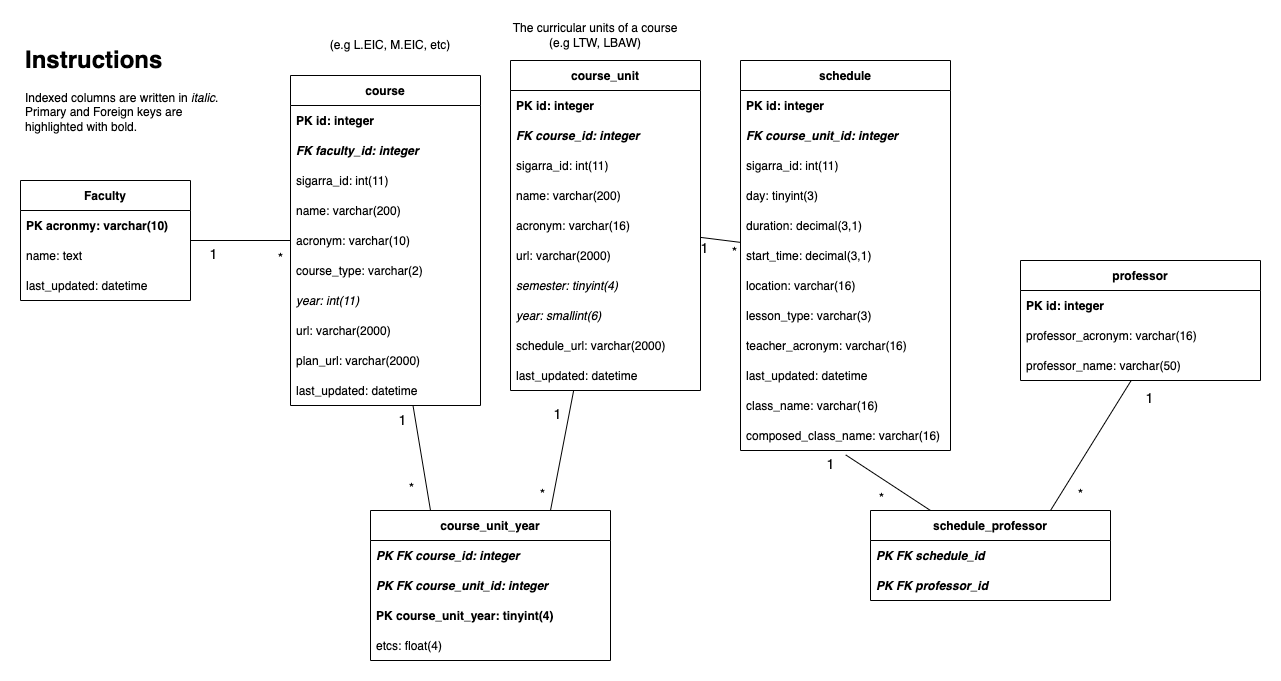 Instructions
Indexed columns are written in italic.
Primary and Foreign keys are
highlighted with bold.
Faculty
PK acronmy: varchar(10)
name: text
last_updated: datetime
1
*
(e.g L.EIC, M.EIC, etc)
course
PK id: integer
FK faculty_id: integer
sigarra_id: int(11)
name: varchar(200)
acronym: varchar(10)
course_type: varchar(2)
year: int(11)
url: varchar(2000)
plan_url: varchar(2000)
last_updated: datetime
1
*
The curricular units of a course
(e.g LTW, LBAW)
course_unit
PK id: integer
FK course_id: integer
sigarra_id: int(11)
name: varchar(200)
acronym: varchar(16)
url: varchar(2000)
semester: tinyint(4)
year: smallint(6)
schedule_url: varchar(2000)
last_updated: datetime
1
*
1
*
schedule
PK id: integer
FK course_unit_id: integer
sigarra_id: int(11)
day: tinyint(3)
duration: decimal(3,1)
start_time: decimal(3,1)
location: varchar(16)
lesson_type: varchar(3)
teacher_acronym: varchar(16)
last_updated: datetime
class_name: varchar(16)
composed_class_name: varchar(16)
1
*
professor
PK id: integer
professor_acronym: varchar(16)
professor_name: varchar(50)
1
*
course_unit_year
PK FK course_id: integer
PK FK course_unit_id: integer
PK course_unit_year: tinyint(4)
etcs: float(4)
schedule_professor
PK FK schedule_id
PK FK professor_id